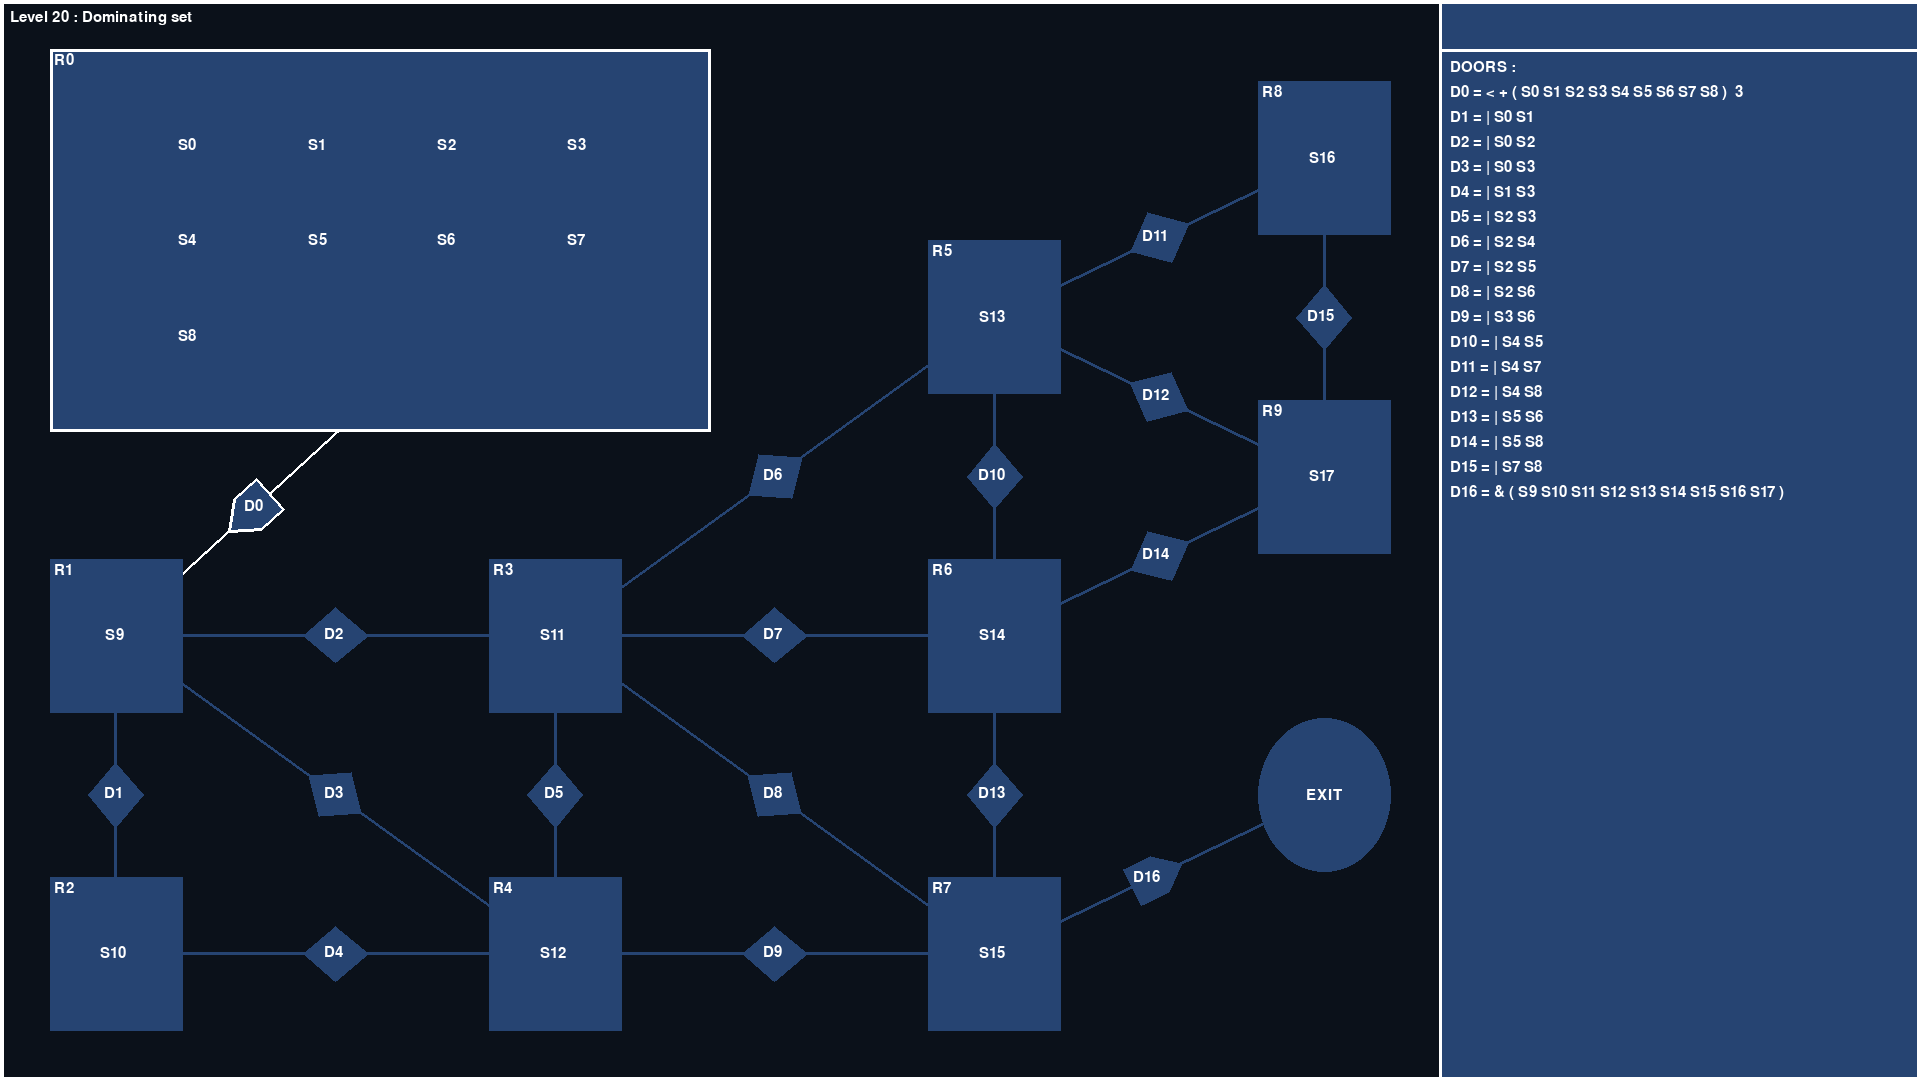 Level 20 : Dominating set
R0
S0 S1 S2 S3
S4 S5 S6 S7
S8
D0
R1
S9
D1
R2
S10
D2
D3
D4
R3
S11
D5
R4
S12
D6
D7
D8
D9
R5
S13
D10
R6
S14
D13
R7
S15
D11
D12
D14
D16
R8
S16
D15
R9
S17
EXIT
DOORS :
D0 = < + ( S0 S1 S2 S3 S4 S5 S6 S7 S8 ) 3
D1 = | S0 S1
D2 = | S0 S2
D3 = | S0 S3
D4 = | S1 S3
D5 = | S2 S3
D6 = | S2 S4
D7 = | S2 S5
D8 = | S2 S6
D9 = | S3 S6
D10 = | S4 S5
D11 = | S4 S7
D12 = | S4 S8
D13 = | S5 S6
D14 = | S5 S8
D15 = | S7 S8
D16 = & ( S9 S10 S11 S12 S13 S14 S15 S16 S17 )